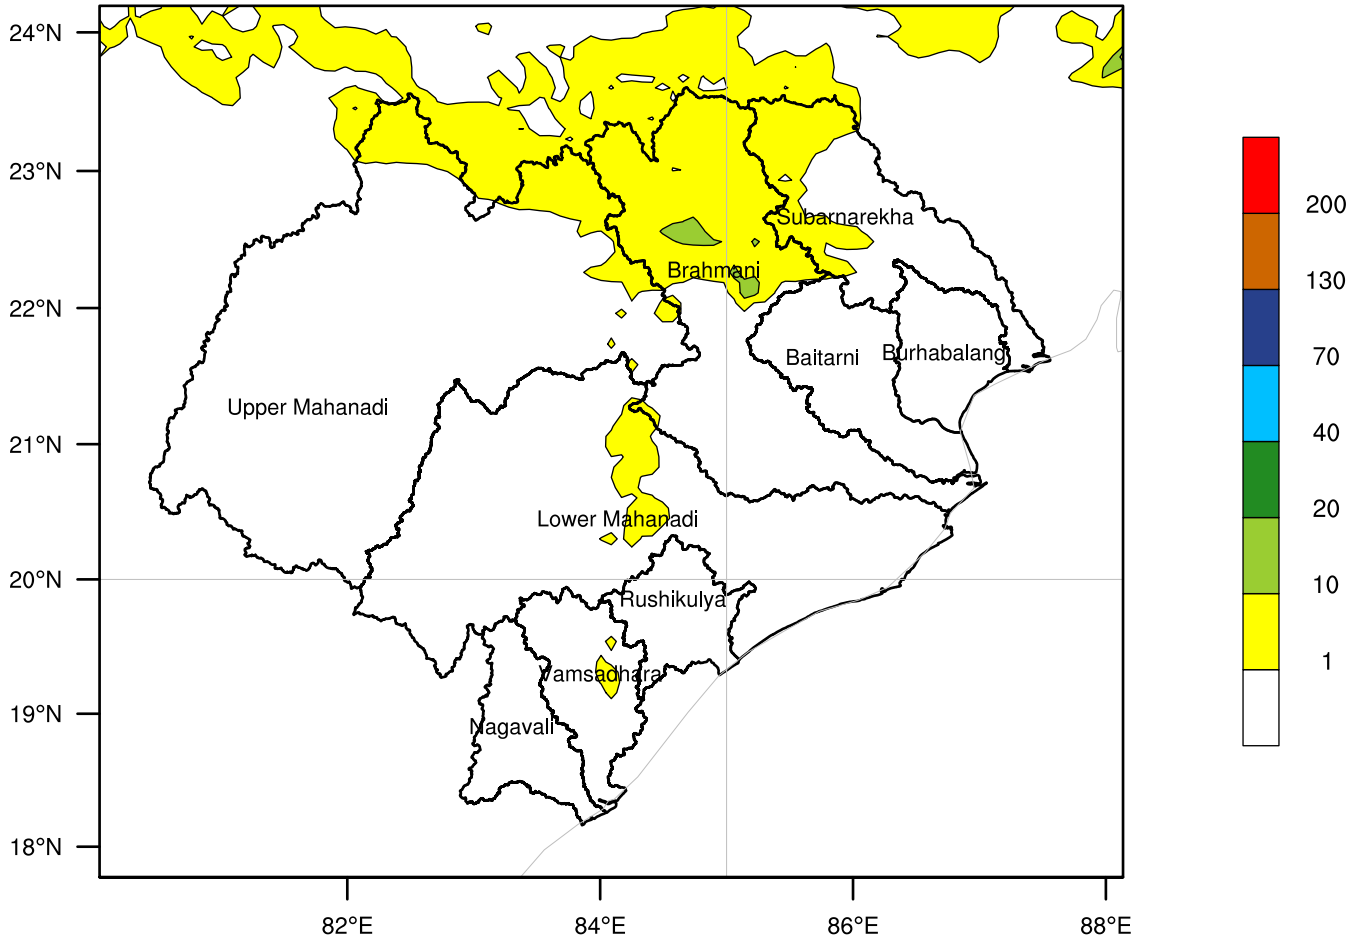 24°N
23°N
22°N
21°N
20°N
19°N
18°N
82°E
84°E
86°E
88°E
Subarnarekha
Brahmani
Baitarni
Burhabalang
Upper Mahanadi
Lower Mahanadi
Rushikulya
Vamsadhara
Nagavali
200
130
70
40
20
10
1